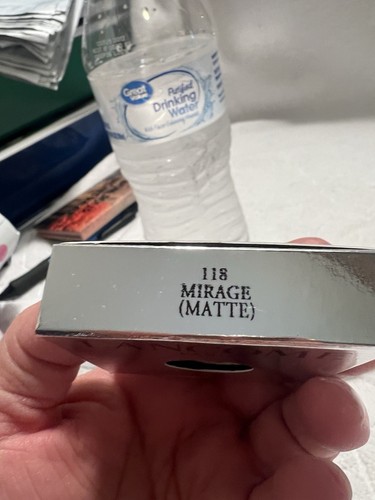 Great
Value
Purified
Drinking
Water
118
MIRAGE
(MATTE)